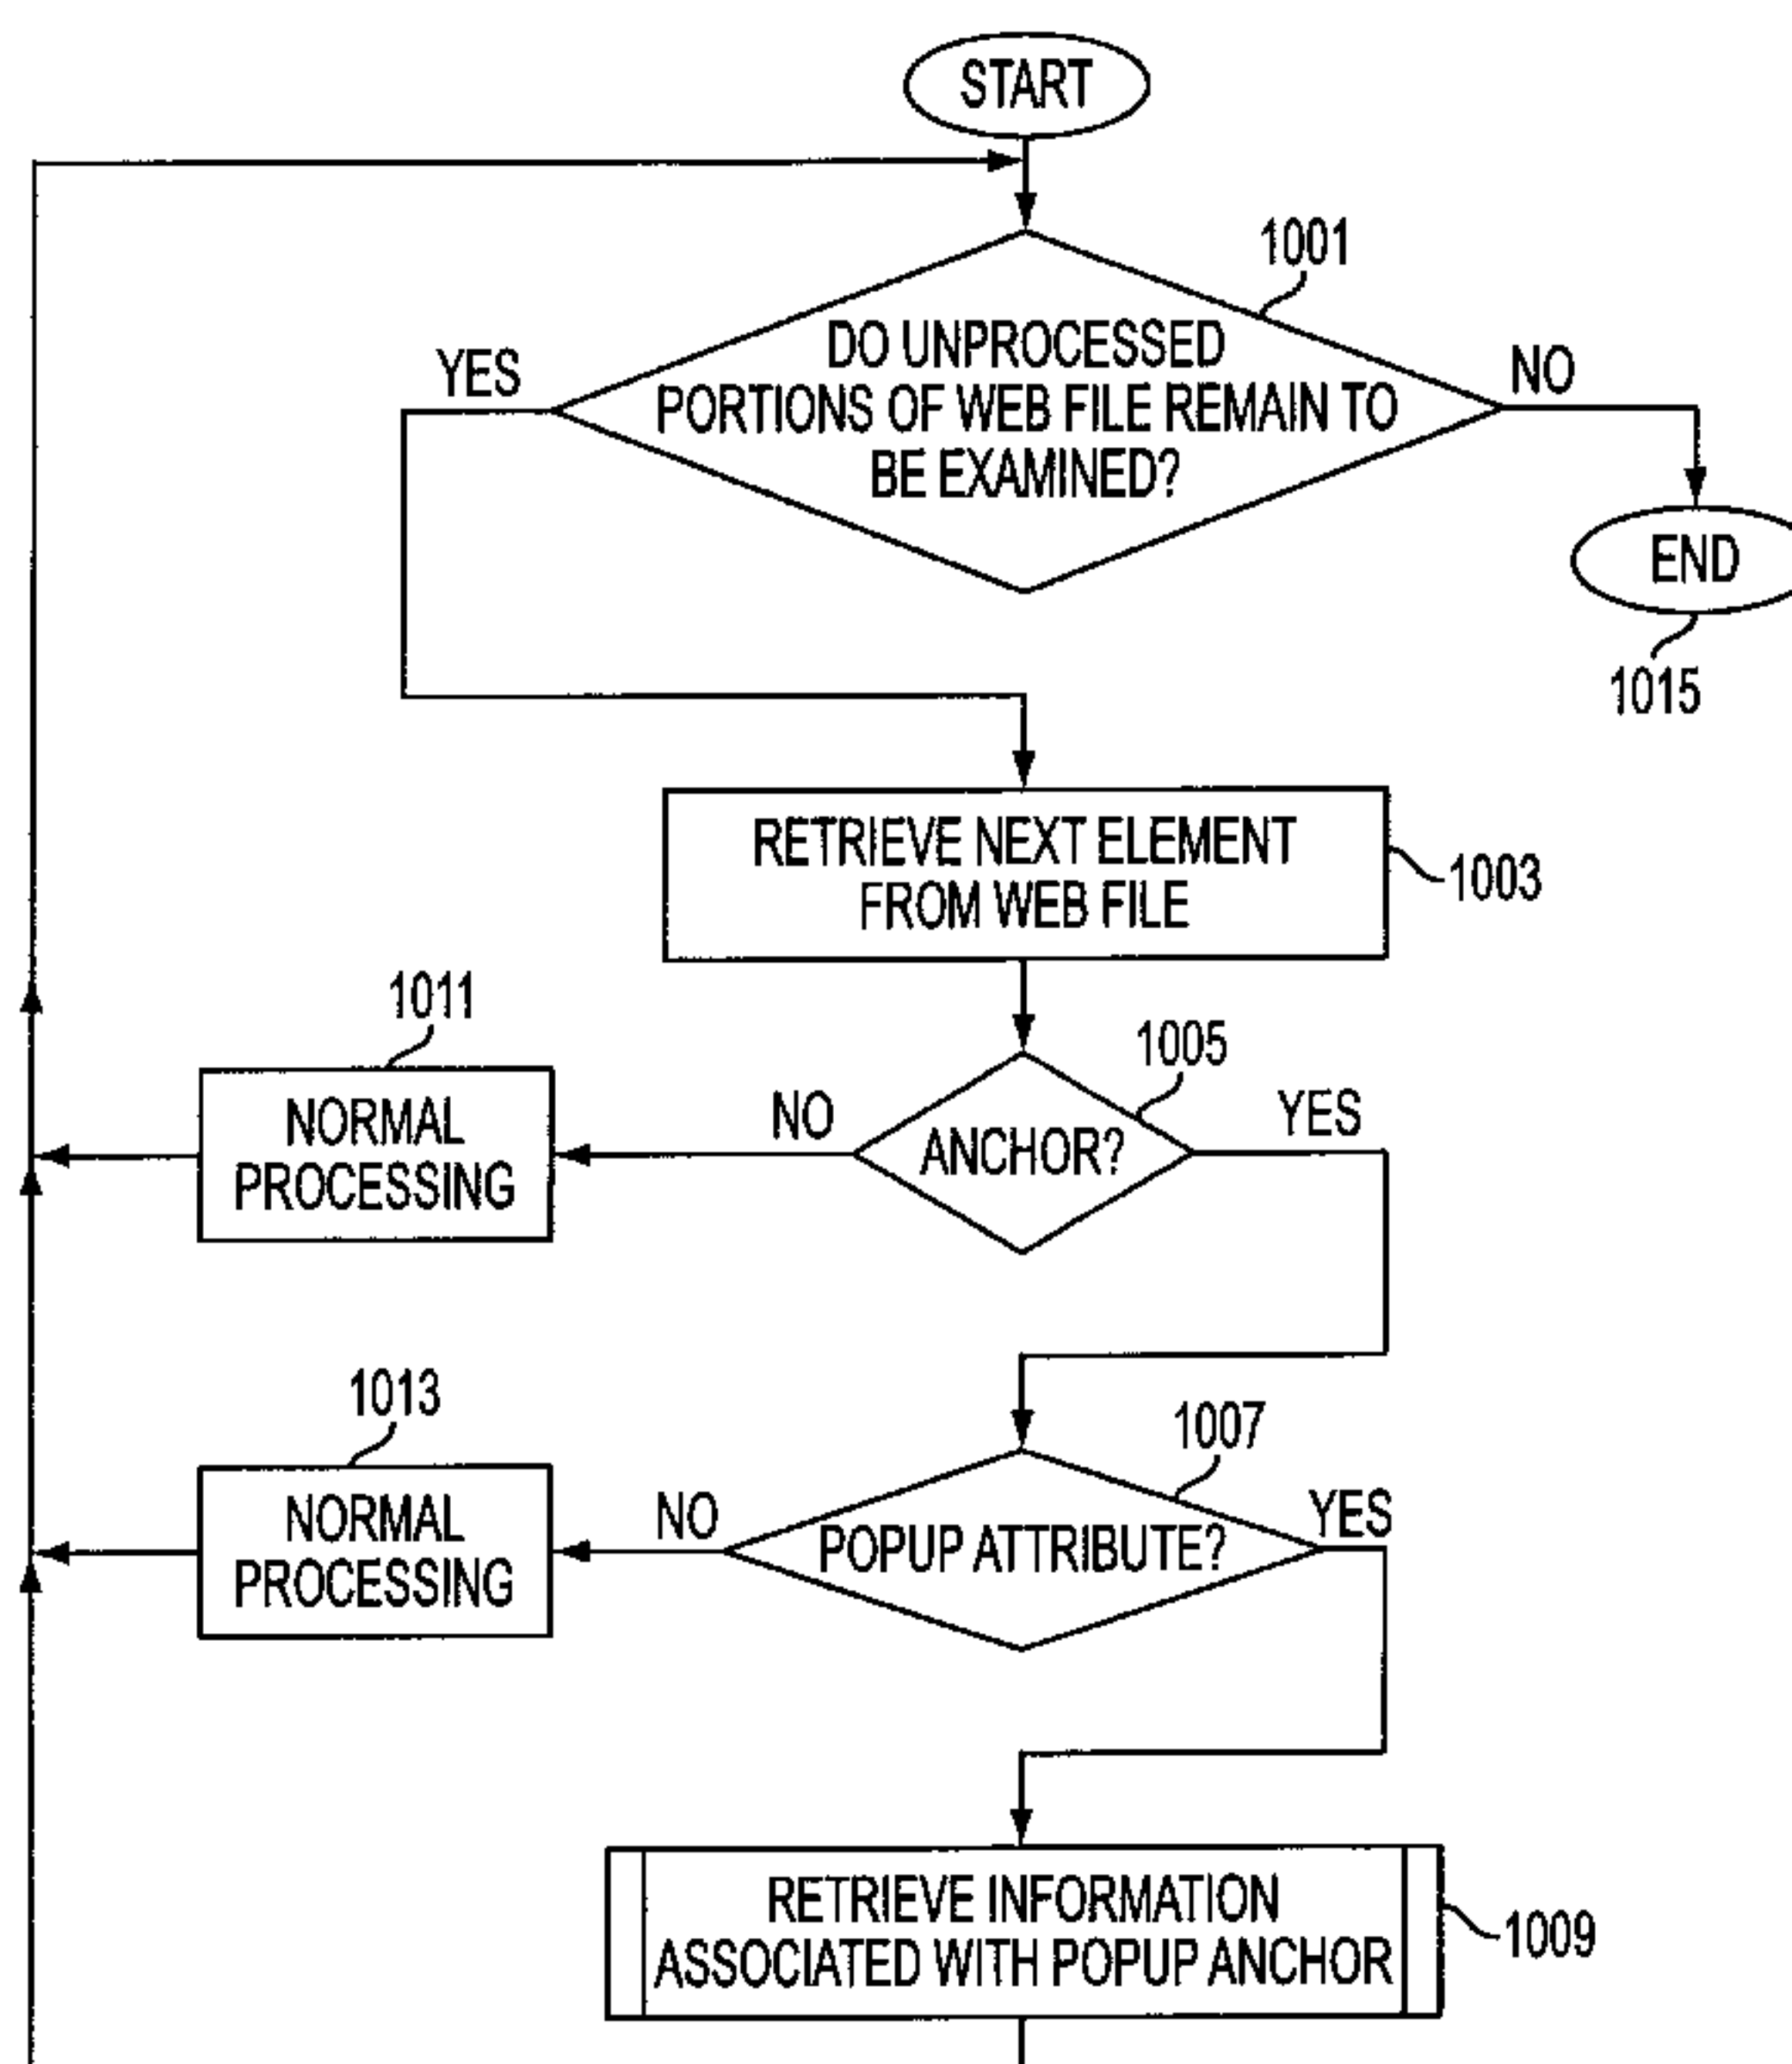 START
1001
DO UNPROCESSED
PORTIONS OF WEB FILE REMAIN TO
BE EXAMINED?
YES
NO
END
1015
RETRIEVE NEXT ELEMENT
FROM WEB FILE
1003
1011
NORMAL
PROCESSING
NO
1005
ANCHOR?
YES
1013
NORMAL
PROCESSING
NO
1007
POPUP ATTRIBUTE?
YES
RETRIEVE INFORMATION
ASSOCIATED WITH POPUP ANCHOR
1009